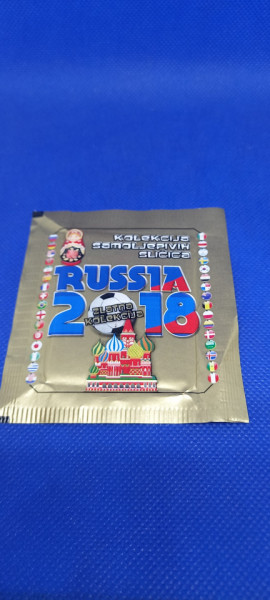 KOLEKCIJA
SAMOLJEPIVIH
SLIČICA
RUSSIA
2018
ZLATNA
KOLEKCIJA